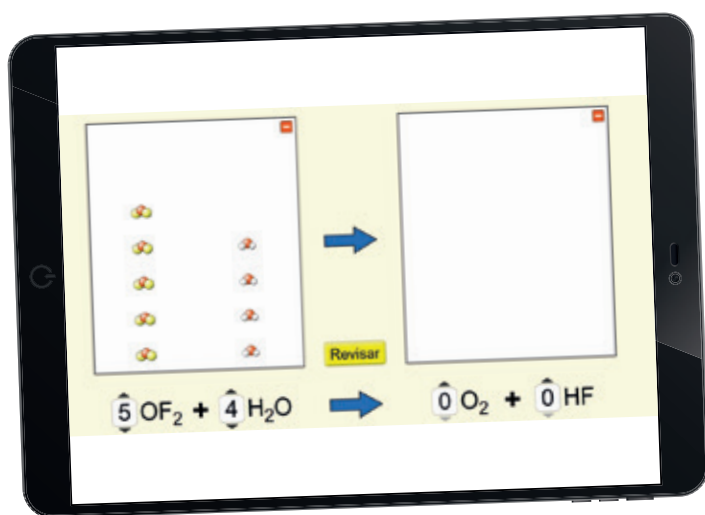 Revisar
5 OF₂ + 4 H₂O 0 O₂ + 0 HF